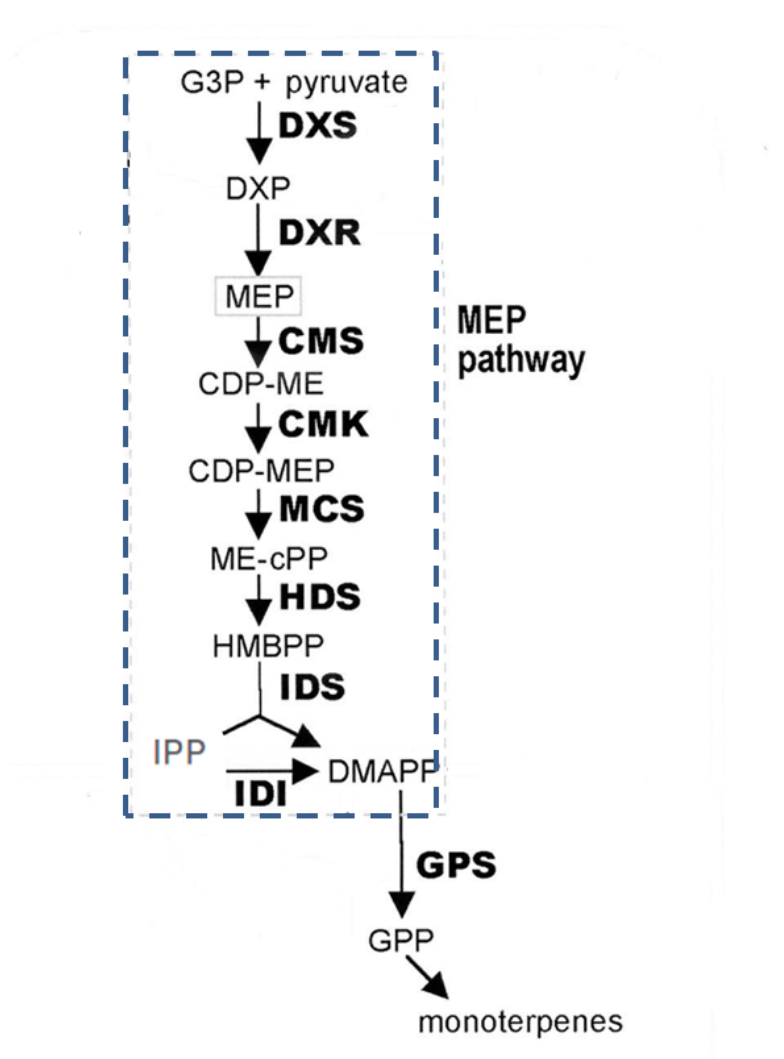 G3P + pyruvate
DXS
DXP
DXR
MEP
MEP
pathway
CMS
CDP-ME
CMK
CDP-MEP
MCS
ME-cPP
HDS
HMBPP
IDS
IPP
DMAPP
IDI
GPS
GPP
monoterpenes